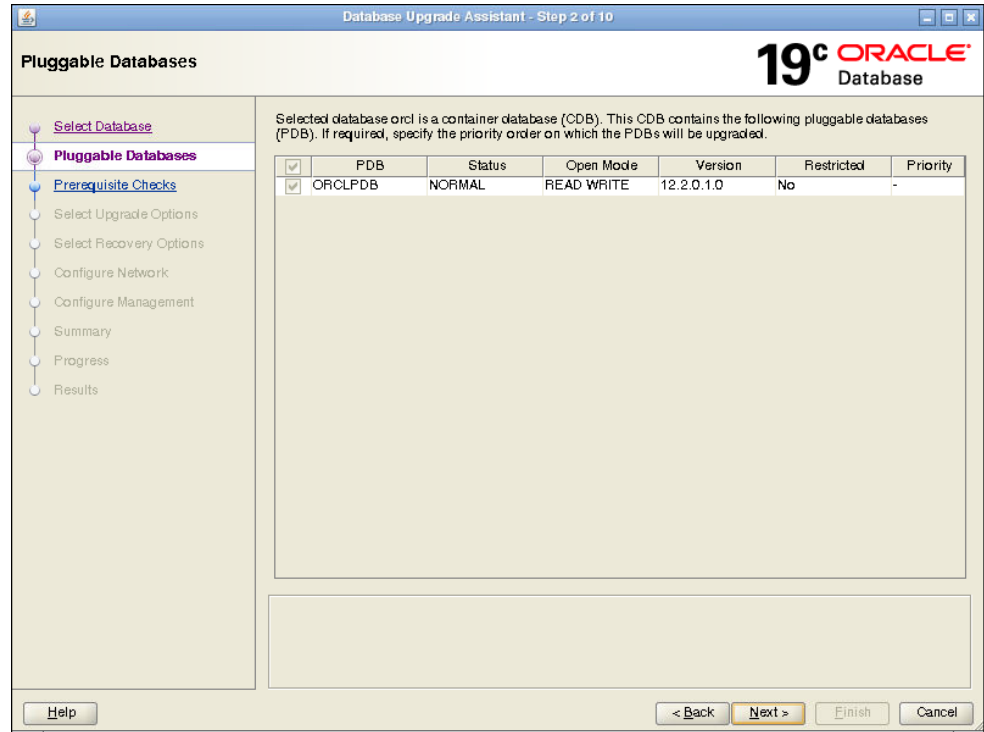 Database Upgrade Assistant - Step 2 of 10
Pluggable Databases
19c ORACLE
Database
Select Database
Pluggable Databases
Prerequisite Checks
Select Upgrade Options
Select Recovery Options
Configure Network
Configure Management
Summary
Progress
Results
Selected database orcl is a container database (CDB). This CDB contains the following pluggable databases
(PDB). If required, specify the priority order on which the PDBs will be upgraded.
PDB Status Open Mode Version Restricted Priority
ORCLPDB NORMAL READ WRITE 12.2.0.1.0 No -
Help < Back Next > Finish Cancel